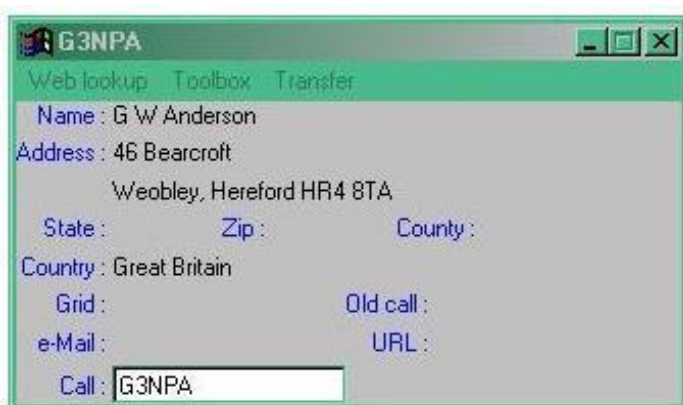 G3NPA
Web lookup Toolbox Transfer
Name : G W Anderson
Address : 46 Bearcroft
Weobley, Hereford HR4 8TA
State : Zip : County :
Country : Great Britain
Grid : Old call :
e-Mail : URL :
Call : G3NPA